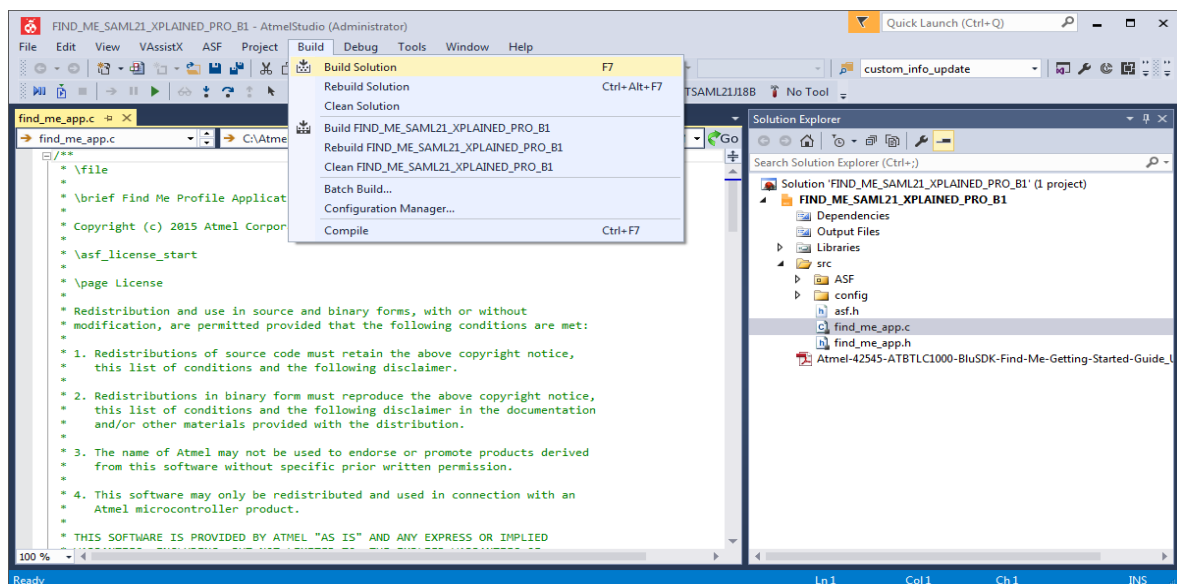 FIND_ME_SAML21_XPLAINED_PRO_B1 - AtmelStudio (Administrator)
Quick Launch (Ctrl+Q)
File Edit View VAssistX ASF Project Build Debug Tools Window Help
custom_info_update
TSAML21J18B No Tool
Build Solution F7
Rebuild Solution Ctrl+Alt+F7
Clean Solution
Build FIND_ME_SAML21_XPLAINED_PRO_B1
Rebuild FIND_ME_SAML21_XPLAINED_PRO_B1
Clean FIND_ME_SAML21_XPLAINED_PRO_B1
Batch Build...
Configuration Manager...
Compile Ctrl+F7
find_me_app.c
find_me_app.c C:\Atme Go
/**
* \file
*
* \brief Find Me Profile Applicat
*
* Copyright (c) 2015 Atmel Corpor
*
* \asf_license_start
*
* \page License
*
* Redistribution and use in source and binary forms, with or without
* modification, are permitted provided that the following conditions are met:
*
* 1. Redistributions of source code must retain the above copyright notice,
* this list of conditions and the following disclaimer.
*
* 2. Redistributions in binary form must reproduce the above copyright notice,
* this list of conditions and the following disclaimer in the documentation
* and/or other materials provided with the distribution.
*
* 3. The name of Atmel may not be used to endorse or promote products derived
* from this software without specific prior written permission.
*
* 4. This software may only be redistributed and used in connection with an
* Atmel microcontroller product.
*
* THIS SOFTWARE IS PROVIDED BY ATMEL "AS IS" AND ANY EXPRESS OR IMPLIED
100 %
Solution Explorer
Search Solution Explorer (Ctrl+;)
Solution 'FIND_ME_SAML21_XPLAINED_PRO_B1' (1 project)
FIND_ME_SAML21_XPLAINED_PRO_B1
Dependencies
Output Files
Libraries
src
ASF
config
asf.h
find_me_app.c
find_me_app.h
Atmel-42545-ATBTLC1000-BluSDK-Find-Me-Getting-Started-Guide_U
Ready Ln 1 Col 1 Ch 1 INS